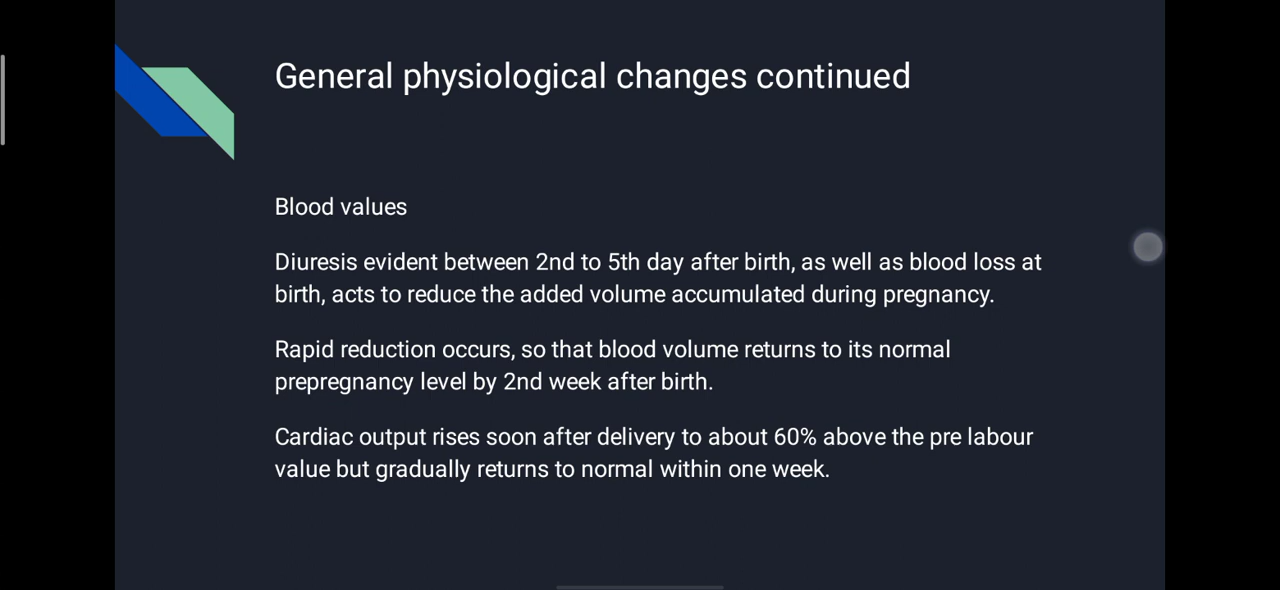 General physiological changes continued
Blood values
Diuresis evident between 2nd to 5th day after birth, as well as blood loss at
birth, acts to reduce the added volume accumulated during pregnancy.
Rapid reduction occurs, so that blood volume returns to its normal
prepregnancy level by 2nd week after birth.
Cardiac output rises soon after delivery to about 60% above the pre labour
value but gradually returns to normal within one week.